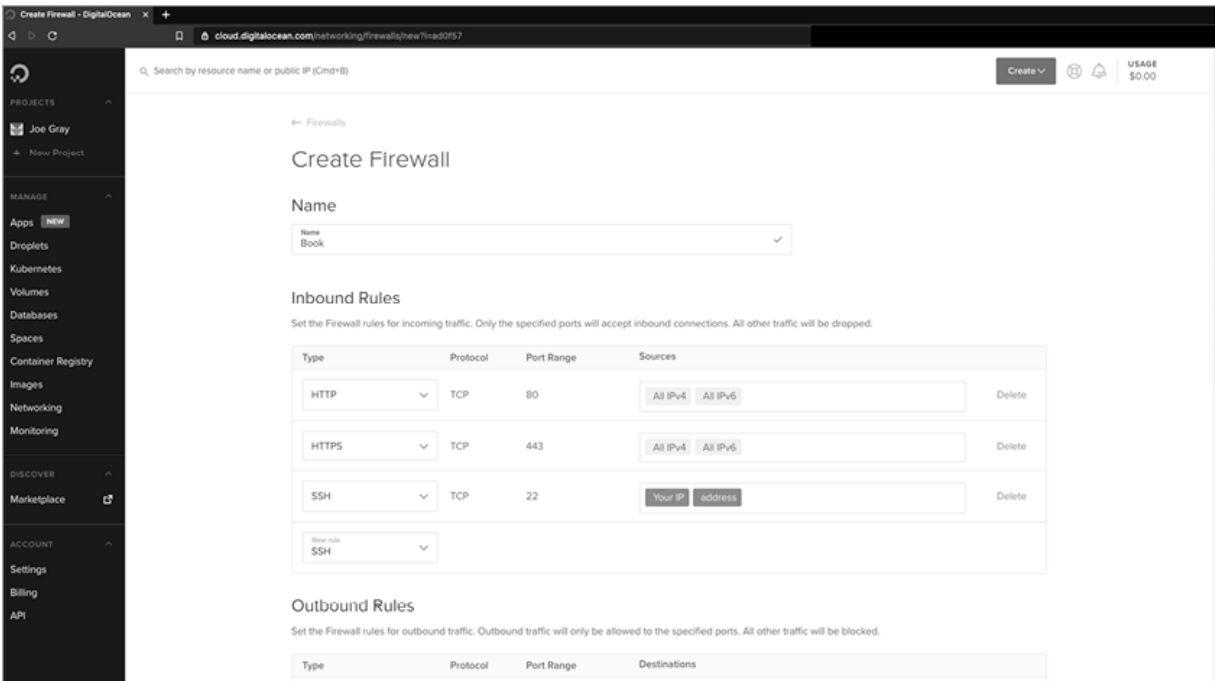 Create Firewall - DigitalOcean
cloud.digitalocean.com/networking/firewalls/new?i=ad0f57
Search by resource name or public IP (Cmd+B)
Create
USAGE
$0.00
PROJECTS
Joe Gray
+ New Project
MANAGE
Apps NEW
Droplets
Kubernetes
Volumes
Databases
Spaces
Container Registry
Images
Networking
Monitoring
DISCOVER
Marketplace
ACCOUNT
Settings
Billing
API
← Firewalls
Create Firewall
Name
Name
Book
Inbound Rules
Set the Firewall rules for incoming traffic. Only the specified ports will accept inbound connections. All other traffic will be dropped.
Type Protocol Port Range Sources
HTTP TCP 80 All IPv4 All IPv6 Delete
HTTPS TCP 443 All IPv4 All IPv6 Delete
SSH TCP 22 Your IP address Delete
New rule
SSH
Outbound Rules
Set the Firewall rules for outbound traffic. Outbound traffic will only be allowed to the specified ports. All other traffic will be blocked.
Type Protocol Port Range Destinations